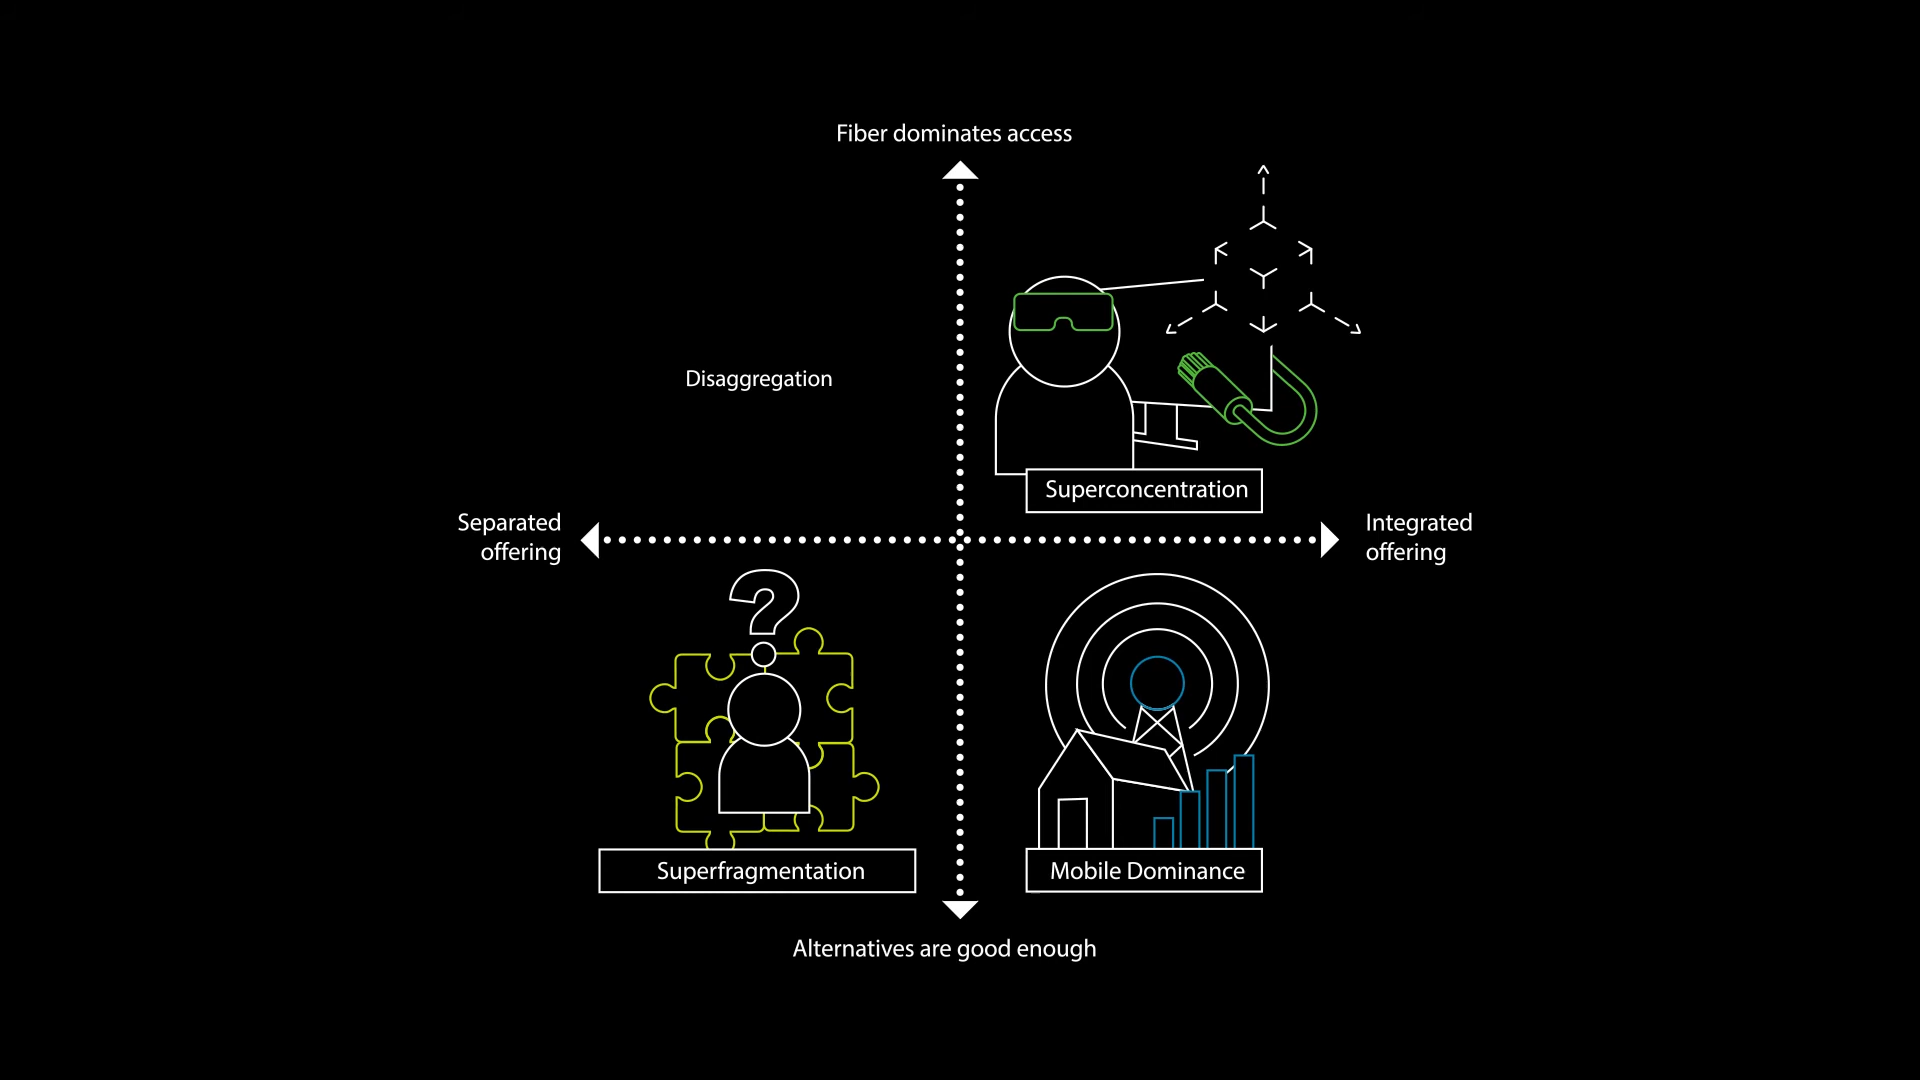 Fiber dominates access
Disaggregation
Superconcentration
Separated
offering
Integrated
offering
?
Superfragmentation
Mobile Dominance
Alternatives are good enough